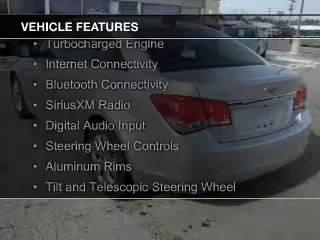 VEHICLE FEATURES
• Turbocharged Engine
• Internet Connectivity
• Bluetooth Connectivity
• SiriusXM Radio
• Digital Audio Input
• Steering Wheel Controls
• Aluminum Rims
• Tilt and Telescopic Steering Wheel